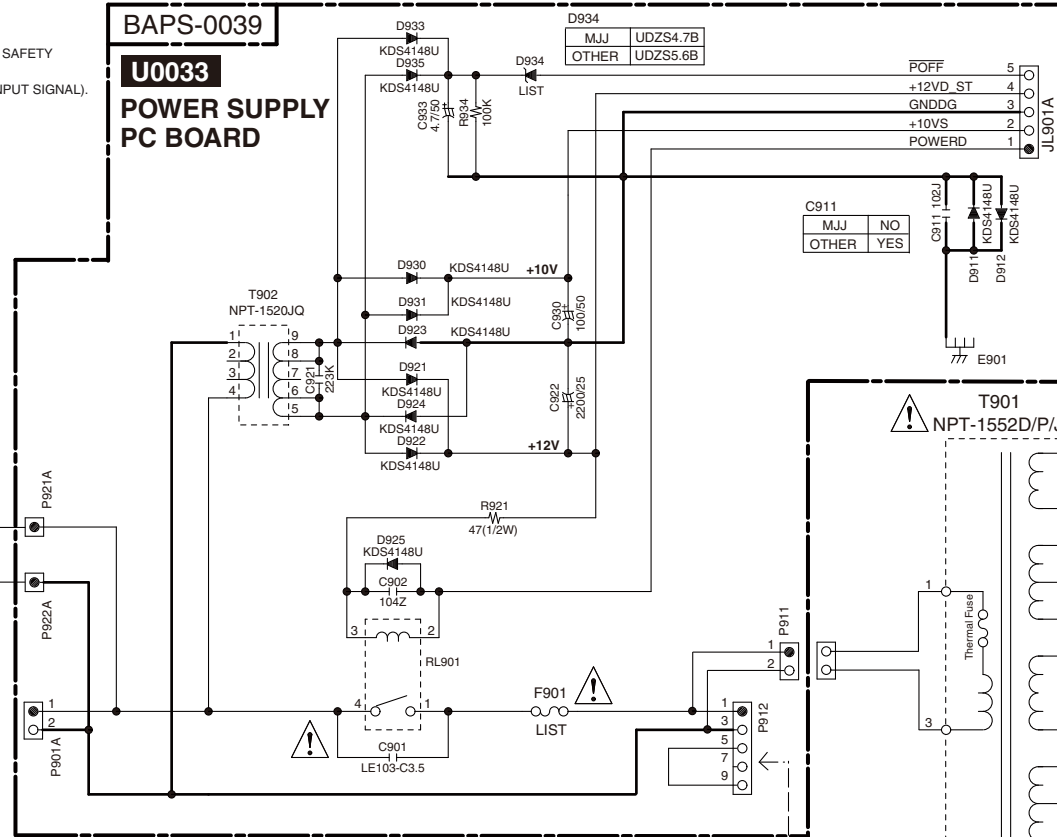 SAFETY
NPUT SIGNAL).
BAPS-0039
U0033
POWER SUPPLY
PC BOARD
D933
KDS4148U
D935
KDS4148U
C933
4.7/50
R934
100K
D934
LIST
D934
MJJ UDZS4.7B
OTHER UDZS5.6B
POFF 5
+12VD_ST 4
GNDDG 3
+10VS 2
POWERD 1
JL901A
C911
MJJ NO
OTHER YES
C911 102J
D911
KDS4148U
D912
KDS4148U
E901
D930
KDS4148U
+10V
D931
KDS4148U
D923
KDS4148U
C930
100/50
+
T902
NPT-1520JQ
1
2
3
4
9
8
7
6
5
C921
223K
D921
KDS4148U
D924
KDS4148U
D922
KDS4148U
+12V
C922
2200/25
+
T901
NPT-1552D/P/J
P921A
P922A
R921
47(1/2W)
D925
KDS4148U
C902
104Z
3 2
RL901
4 1
C901
LE103-C3.5
F901
LIST
P901A
1
2
P911
1
2
P912
1
3
5
7
9
1
Thermal Fuse
3